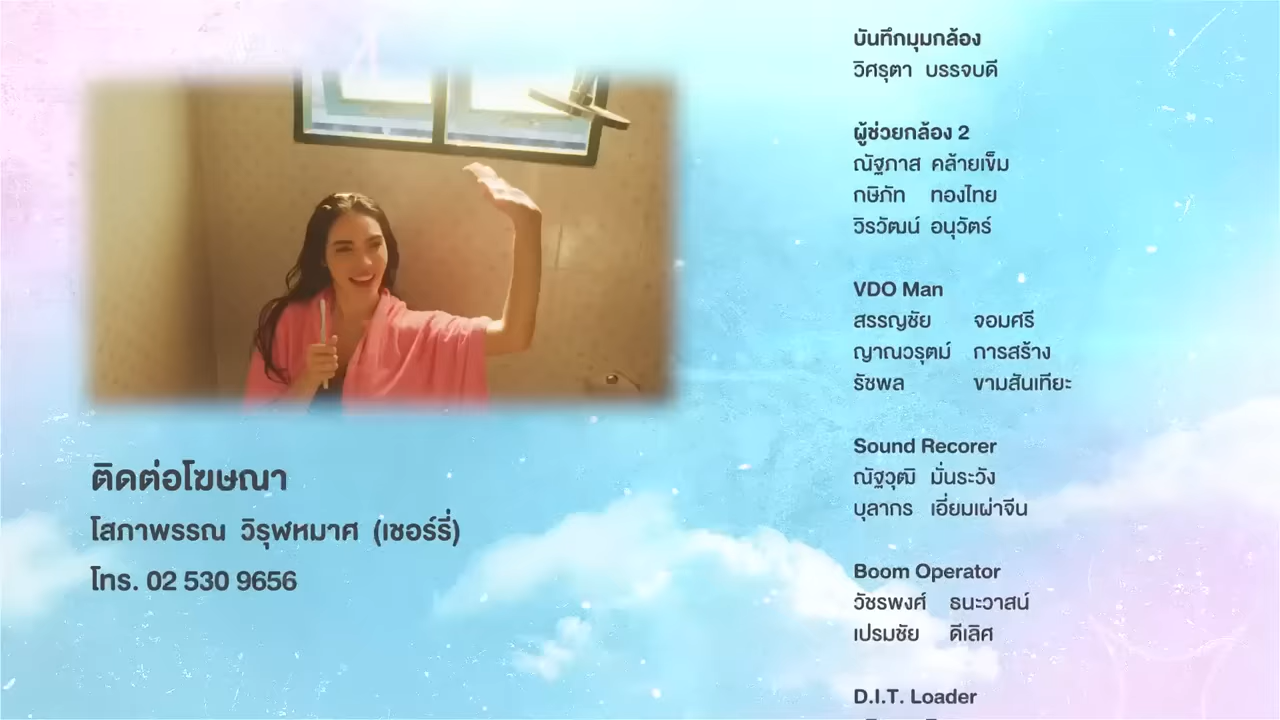 ติดต่อโฆษณา
โสภาพรรณ วิรุฬหมาศ (เชอร์รี่)
โทร. 02 530 9656
บันทึกมุมกล้อง
วิศรุตา บรรจบดี
ผู้ช่วยกล้อง 2
ณัฐภาส คล้ายเข็ม
กษิภัท ทองไทย
วิรวัฒน์ อนุวัตร์
VDO Man
สรรญชัย จอมศรี
ญาณวรุตม์ การสร้าง
รัชพล ขามสันเทียะ
Sound Recorer
ณัฐวุฒิ มั่นระวัง
บุลากร เอี่ยมเผ่าจีน
Boom Operator
วัชรพงศ์ ธนะวาสน์
เปรมชัย ดีเลิศ
D.I.T. Loader